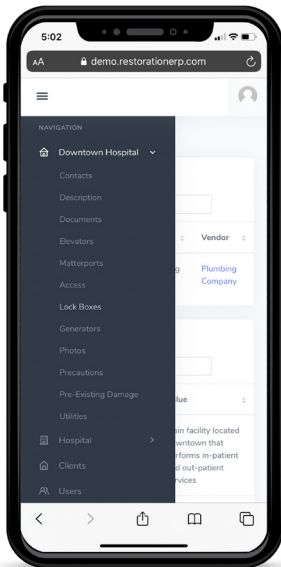 5:02
AA demo.restorationerp.com
NAVIGATION
Downtown Hospital
Contacts
Description
Documents
Elevators
Matterports
Access
Lock Boxes
Generators
Photos
Precautions
Pre-Existing Damage
Utilities
Hospital
Clients
Users
Vendor
g Plumbing
Company
lue
ain facility located
wntown that
rforms in-patient
d out-patient
rvices